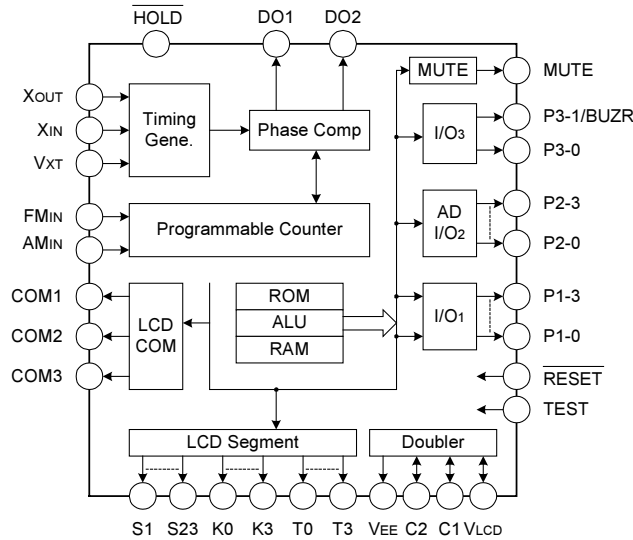 HOLD DO1 DO2
MUTE MUTE
XOUT
Timing
Gene.
XIN
VXT
Phase Comp
I/O3
P3-1/BUZR
P3-0
FMIN
AMIN
Programmable Counter
AD
I/O2
P2-3
P2-0
COM1
COM2
COM3
LCD
COM
ROM
ALU
RAM
I/O1
P1-3
P1-0
RESET
TEST
LCD Segment
Doubler
S1 S23 K0 K3 T0 T3 VEE C2 C1 VLCD